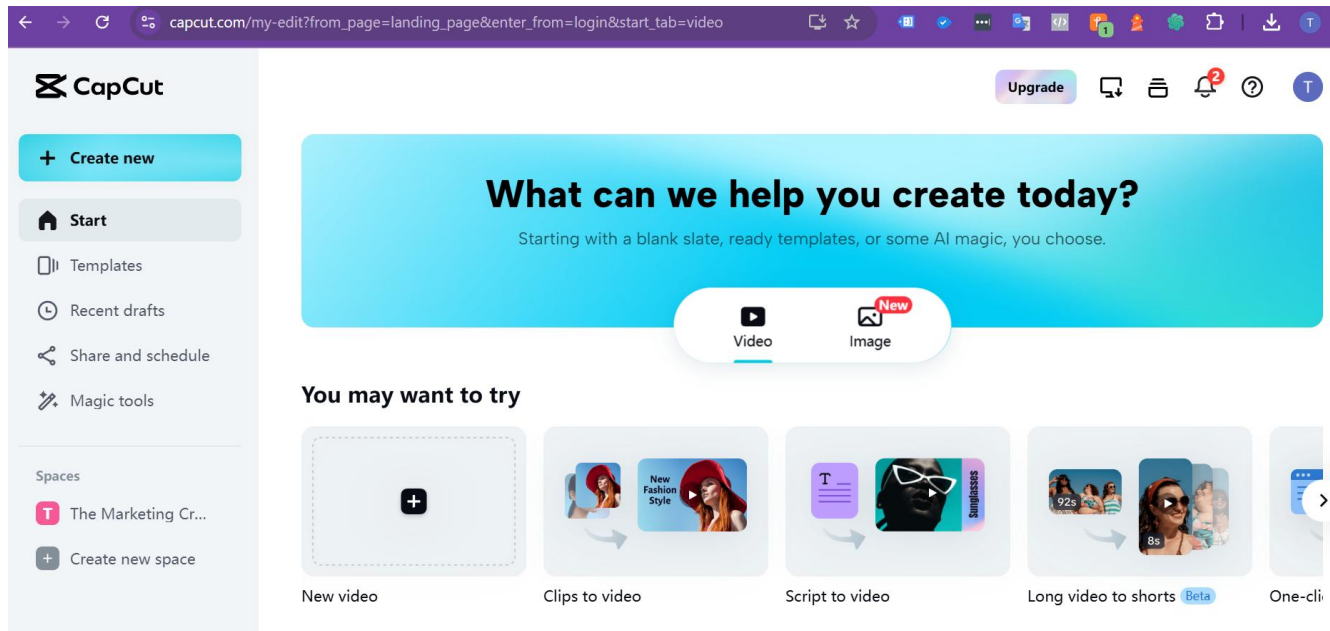 capcut.com/my-edit?from_page=landing_page&enter_from=login&start_tab=video
1
T
CapCut
Upgrade
2
T
+ Create new
Start
Templates
Recent drafts
Share and schedule
Magic tools
Spaces
T The Marketing Cr...
+ Create new space
What can we help you create today?
Starting with a blank slate, ready templates, or some AI magic, you choose.
New
Video
Image
You may want to try
New
Fashion
Style
T
Sunglasses
92s
8s
New video
Clips to video
Script to video
Long video to shorts Beta
One-cli